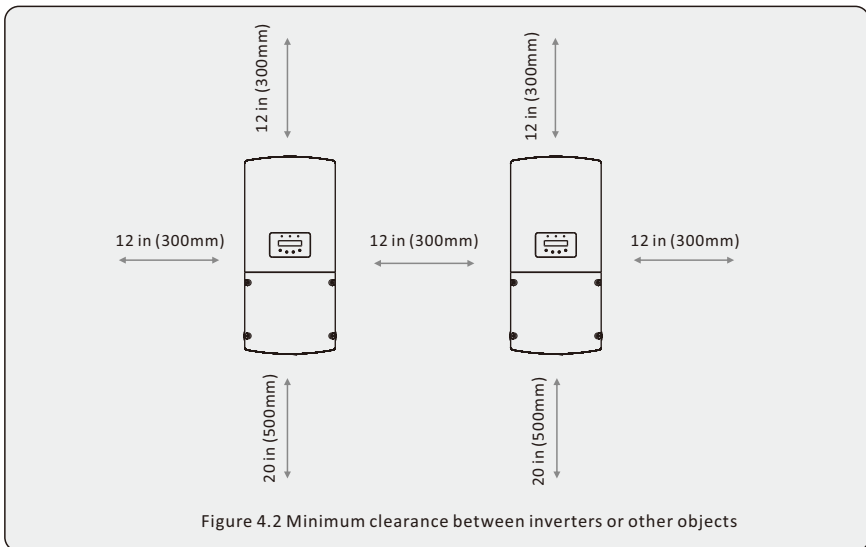 12 in (300mm)
12 in (300mm)
12 in (300mm)
12 in (300mm)
12 in (300mm)
20 in (500mm)
20 in (500mm)
Figure 4.2 Minimum clearance between inverters or other objects